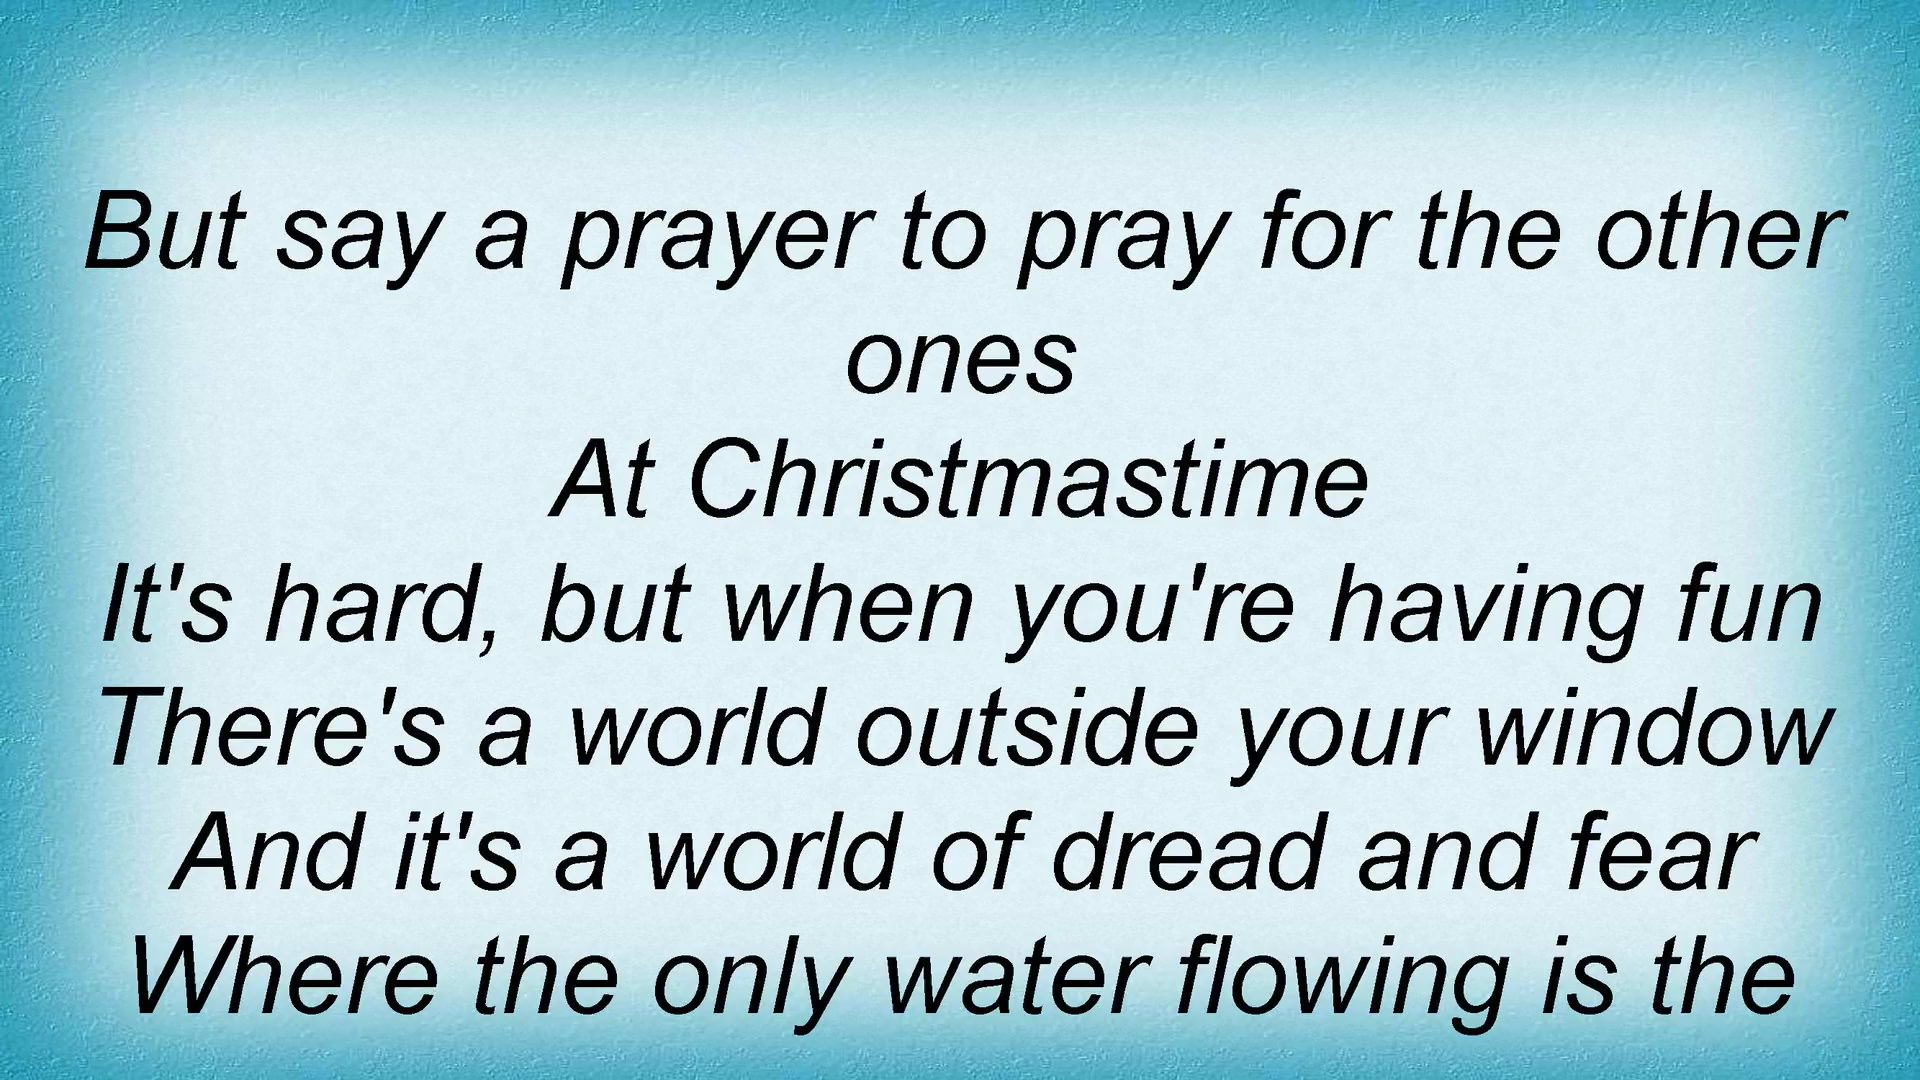 But say a prayer to pray for the other
ones
At Christmastime
It's hard, but when you're having fun
There's a world outside your window
And it's a world of dread and fear
Where the only water flowing is the